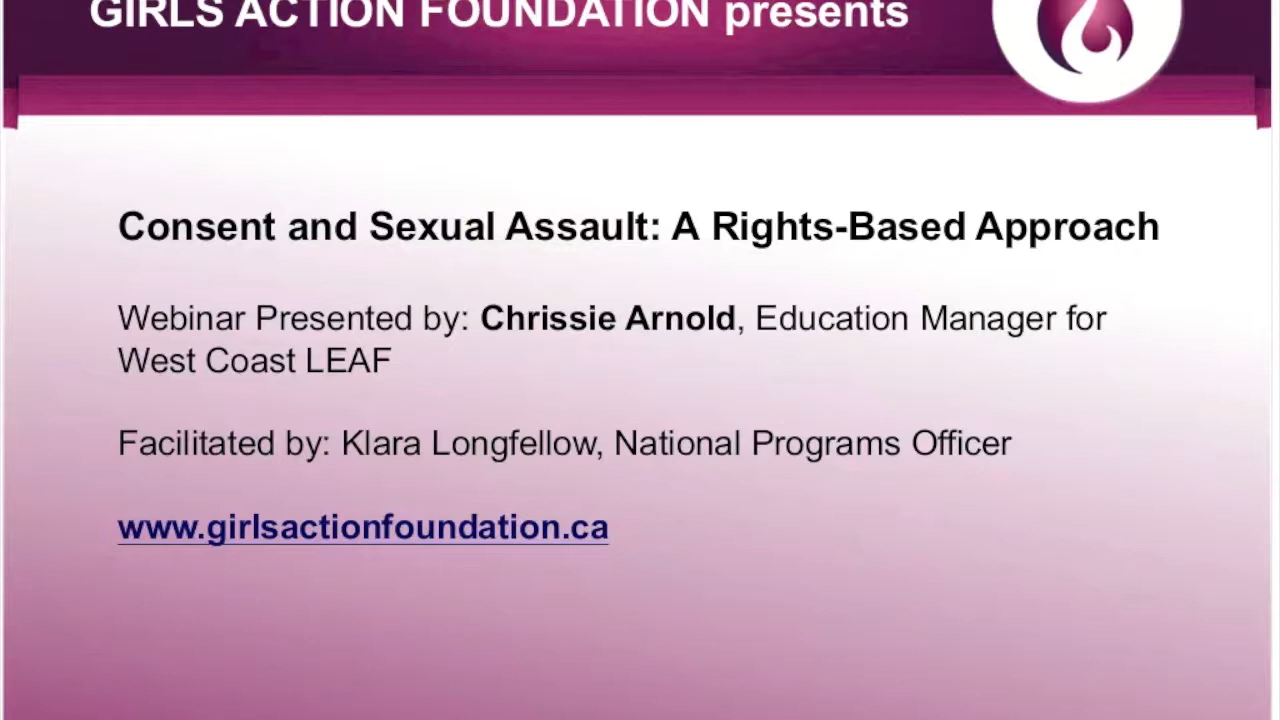 GIRLS ACTION FOUNDATION presents
Consent and Sexual Assault: A Rights-Based Approach
Webinar Presented by: Chrissie Arnold, Education Manager for
West Coast LEAF
Facilitated by: Klara Longfellow, National Programs Officer
www.girlsactionfoundation.ca